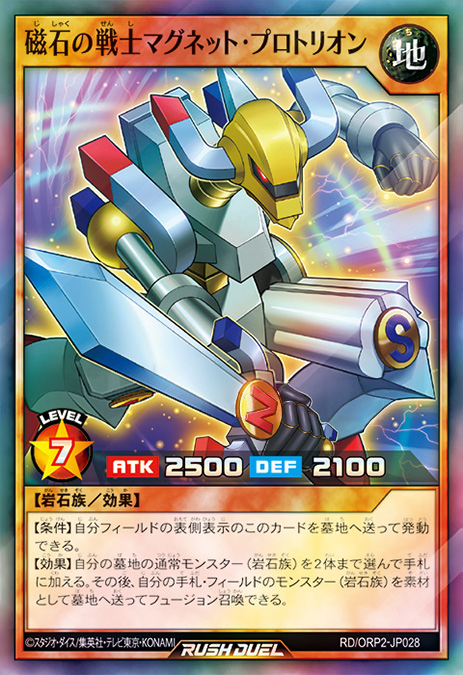 磁石の戦士マグネット・プロトリオン
地
S
N
LEVEL
7
ATK 2500 DEF 2100
【岩石族/効果】
【条件】自分フィールドの表側表示のこのカードを墓地へ送って発動
できる。
【効果】自分の墓地の通常モンスター(岩石族)を2体まで選んで手札
に加える。その後、自分の手札・フィールドのモンスター(岩石族)を素材
として墓地へ送ってフュージョン召喚できる。
©スタジオ・ダイス/集英社・テレビ東京・KONAMI
RUSH DUEL
RD/ORP2-JP028